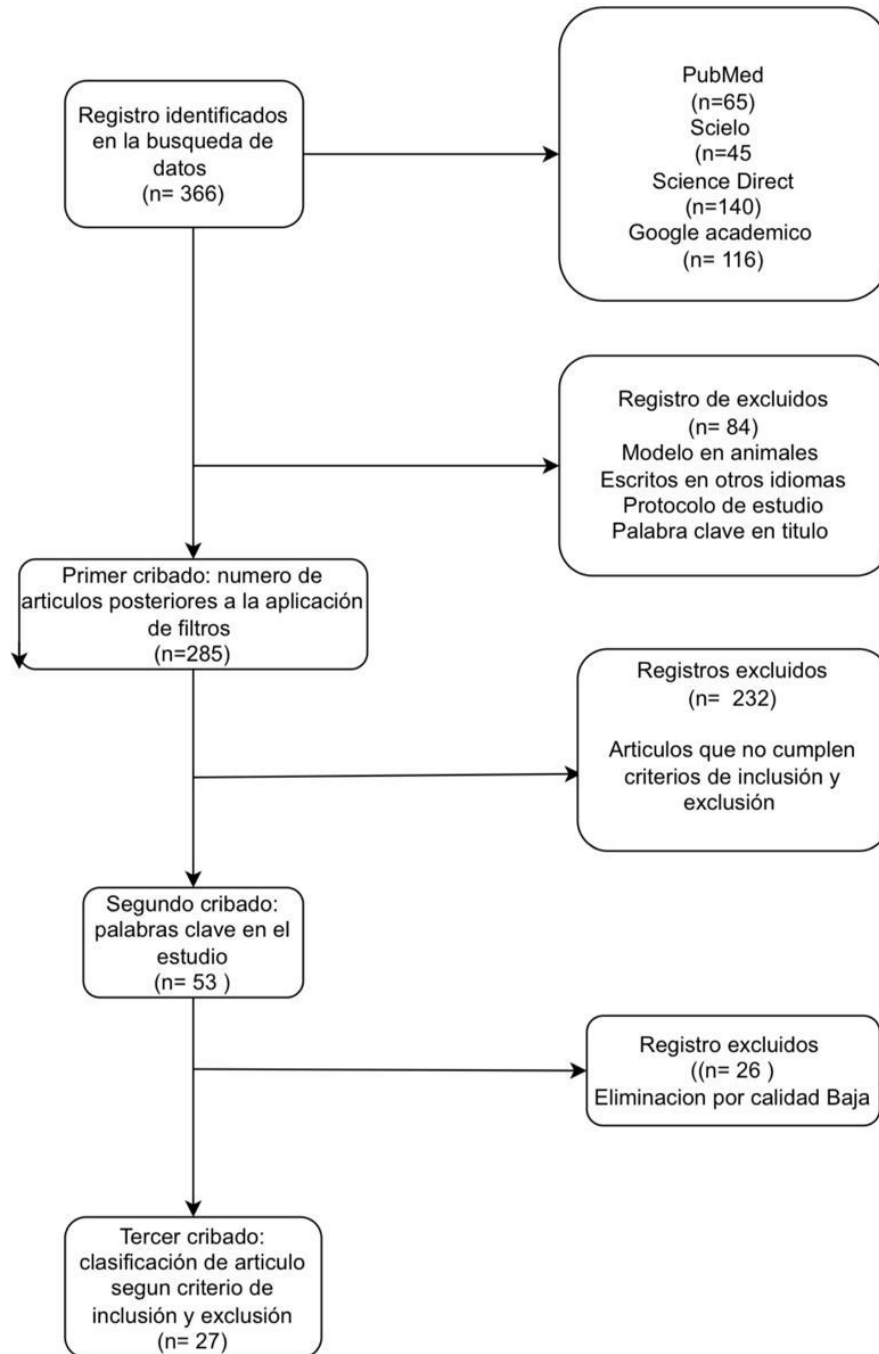 Registro identificados
en la busqueda de
datos
(n= 366)
PubMed
(n=65)
Scielo
(n=45
Science Direct
(n=140)
Google academico
(n= 116)
Registro de excluidos
(n= 84)
Modelo en animales
Escritos en otros idiomas
Protocolo de estudio
Palabra clave en titulo
Primer cribado: numero de
articulos posteriores a la aplicación
de filtros
(n=285)
Registros excluidos
(n= 232)
Articulos que no cumplen
criterios de inclusión y
exclusión
Segundo cribado:
palabras clave en el
estudio
(n= 53 )
Registro excluidos
((n= 26 )
Eliminacion por calidad Baja
Tercer cribado:
clasificación de articulo
segun criterio de
inclusión y exclusión
(n= 27)